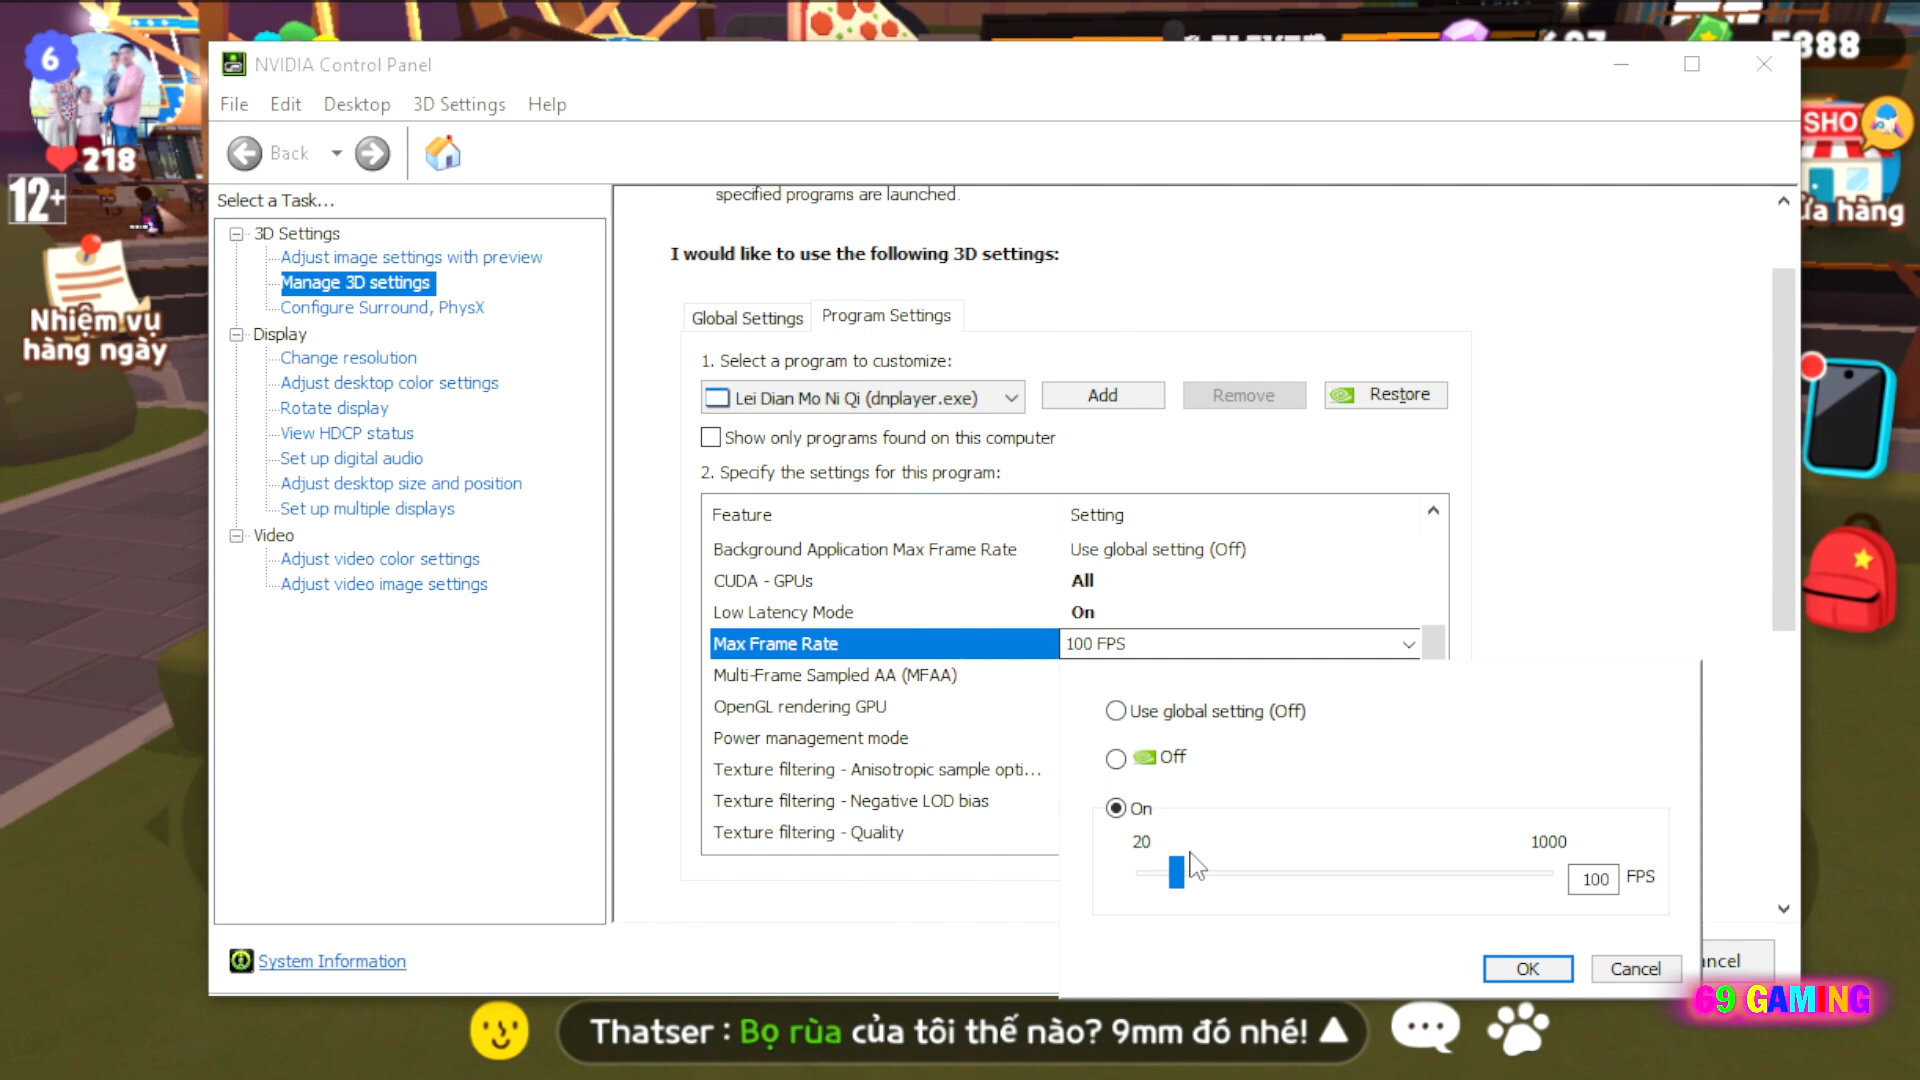 6
218
12+
Nhiệm vụ
hàng ngày
5388
SHO
ửa hàng
NVIDIA Control Panel
File Edit Desktop 3D Settings Help
Back
Select a Task...
3D Settings
Adjust image settings with preview
Manage 3D settings
Configure Surround, PhysX
Display
Change resolution
Adjust desktop color settings
Rotate display
View HDCP status
Set up digital audio
Adjust desktop size and position
Set up multiple displays
Video
Adjust video color settings
Adjust video image settings
System Information
specified programs are launched.
I would like to use the following 3D settings:
Global Settings Program Settings
1. Select a program to customize:
Lei Dian Mo Ni Qi (dnplayer.exe) Add Remove Restore
Show only programs found on this computer
2. Specify the settings for this program:
Feature Setting
Background Application Max Frame Rate Use global setting (Off)
CUDA - GPUs All
Low Latency Mode On
Max Frame Rate 100 FPS
Multi-Frame Sampled AA (MFAA)
OpenGL rendering GPU
Power management mode
Texture filtering - Anisotropic sample opti...
Texture filtering - Negative LOD bias
Texture filtering - Quality
Use global setting (Off)
Off
On
20 1000
100 FPS
OK Cancel
ancel
69 GAMING
Thatser : Bọ rùa của tôi thế nào? 9mm đó nhé!